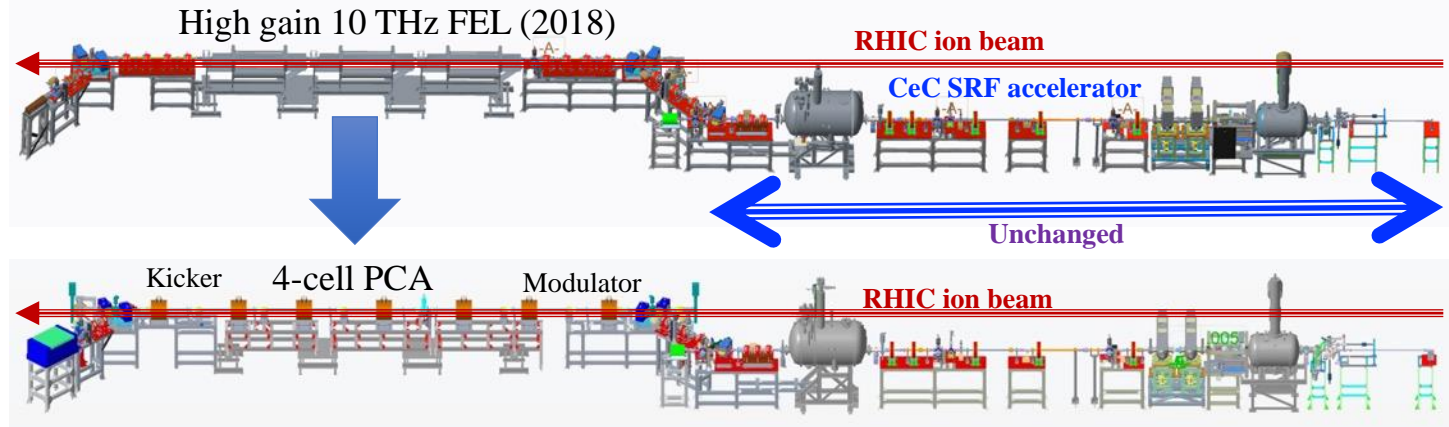 High gain 10 THz FEL (2018)
-A-
RHIC ion beam
CeC SRF accelerator
-A-
-A-
Unchanged
Kicker
4-cell PCA
Modulator
RHIC ion beam
005